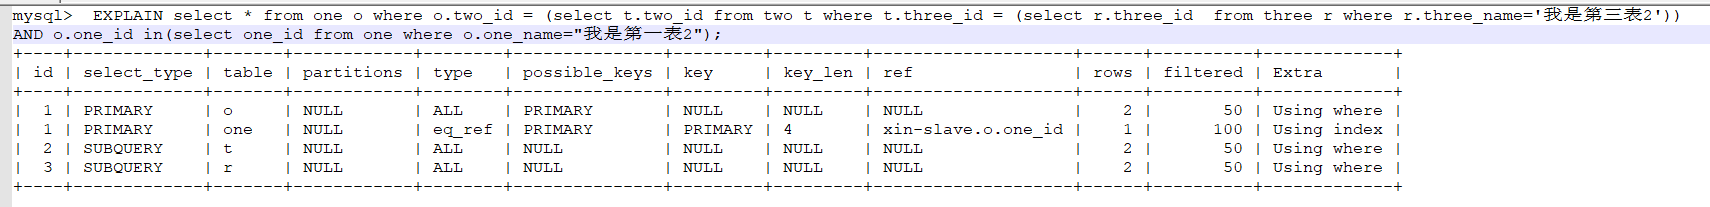 mysql>  EXPLAIN select * from one o where o.two_id = (select t.two_id from two t where t.three_id = (select r.three_id  from three r where r.three_name='我是第三表2'))
AND o.one_id in(select one_id from one where o.one_name="我是第一表2");
+----+-------------+-------+------------+--------+---------------+---------+---------+--------------------+------+----------+-------------+
| id | select_type | table | partitions | type   | possible_keys | key     | key_len | ref                | rows | filtered | Extra       |
+----+-------------+-------+------------+--------+---------------+---------+---------+--------------------+------+----------+-------------+
|  1 | PRIMARY     | o     | NULL       | ALL    | PRIMARY       | NULL    | NULL    | NULL               |    2 |       50 | Using where |
|  1 | PRIMARY     | one   | NULL       | eq_ref | PRIMARY       | PRIMARY | 4       | xin-slave.o.one_id |    1 |      100 | Using index |
|  2 | SUBQUERY    | t     | NULL       | ALL    | NULL          | NULL    | NULL    | NULL               |    2 |       50 | Using where |
|  3 | SUBQUERY    | r     | NULL       | ALL    | NULL          | NULL    | NULL    | NULL               |    2 |       50 | Using where |
+----+-------------+-------+------------+--------+---------------+---------+---------+--------------------+------+----------+-------------+